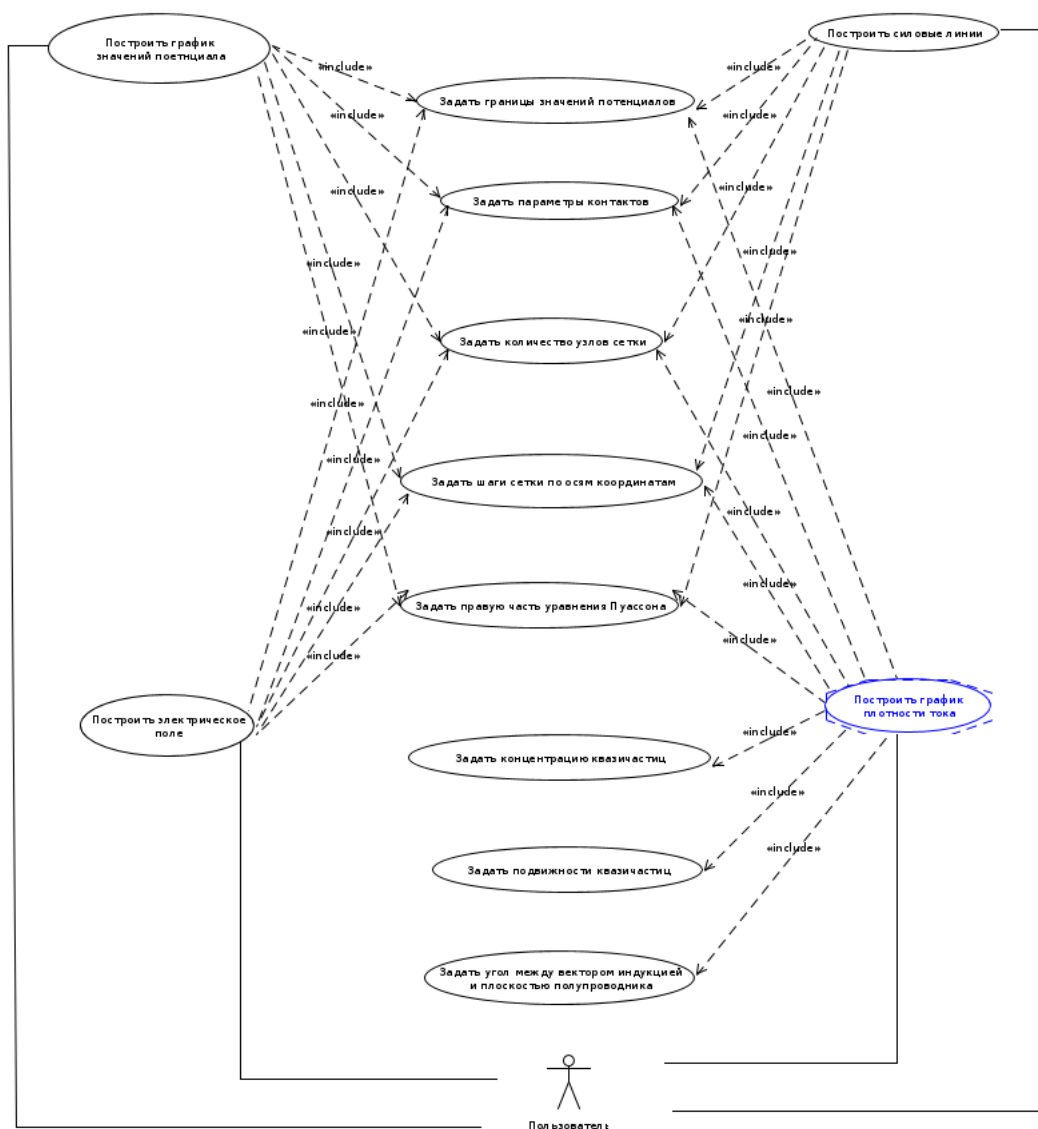 Построить график
значений поетнциала
Построить силовые линии
«include»
«include»
Задать границы значений потенциалов
«include»
«include»
«include»
«include»
Задать параметры контактов
«include»
«include»
«include»
«include»
«include»
Задать количество узлов сетки
«include»
«include»
«include»
«include»
Задать шаги сетки по осям координатам
«include»
«include»
«include»
«include»
Задать правую часть уравнения Пуассона
«include»
«include»
Построить график
плотности тока
Построить электрическое
поле
«include»
Задать концентрацию квазичастиц
«include»
«include»
Задать подвижности квазичастиц
Задать угол между вектором индукцией
и плоскостью полупроводника
Пользователь